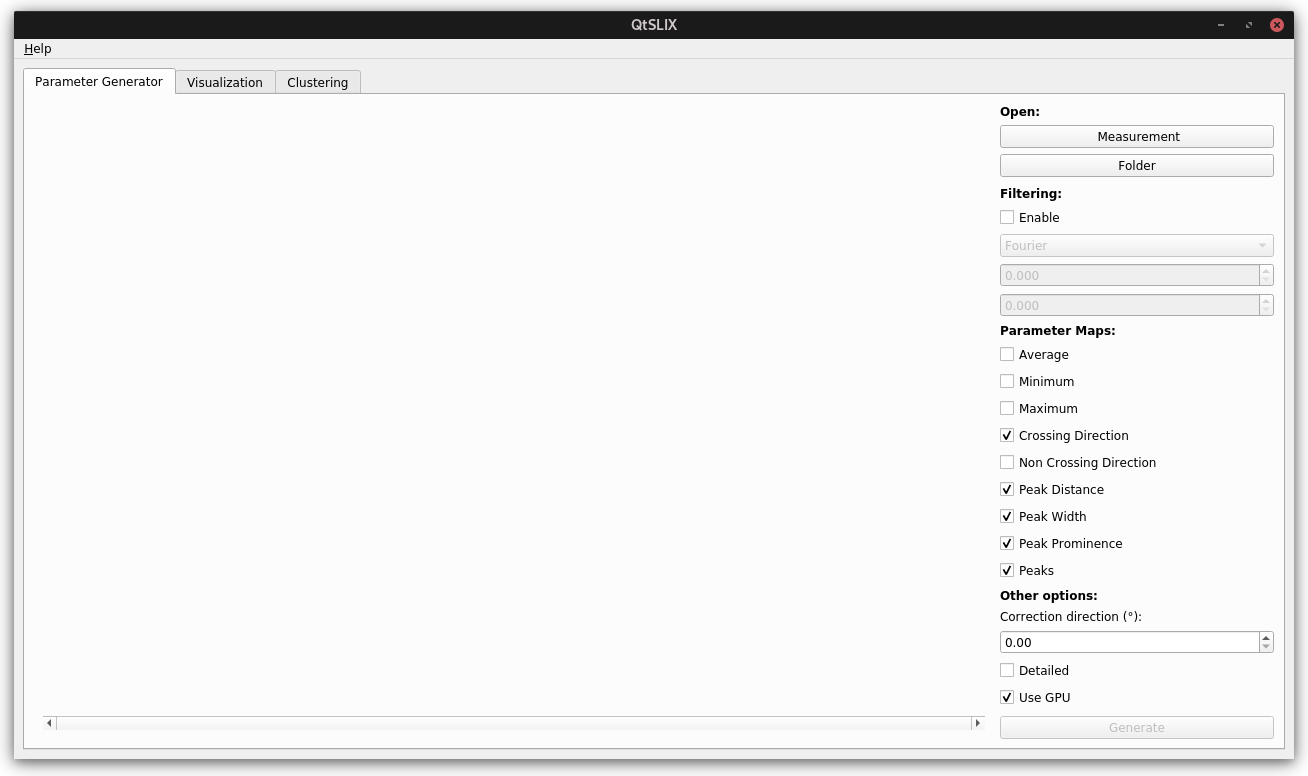 QtSLIX
Help
Parameter Generator
Visualization
Clustering
Open:
Measurement
Folder
Filtering:
Enable
Fourier
0.000
0.000
Parameter Maps:
Average
Minimum
Maximum
Crossing Direction
Non Crossing Direction
Peak Distance
Peak Width
Peak Prominence
Peaks
Other options:
Correction direction (°):
0.00
Detailed
Use GPU
Generate